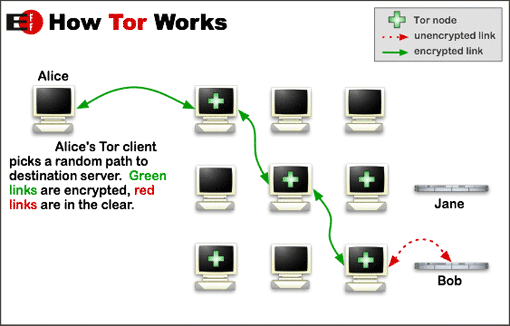 EFF How Tor Works
Tor node
unencrypted link
encrypted link
Alice
Alice's Tor client
picks a random path to
destination server. Green
links are encrypted, red
links are in the clear.
Jane
Bob